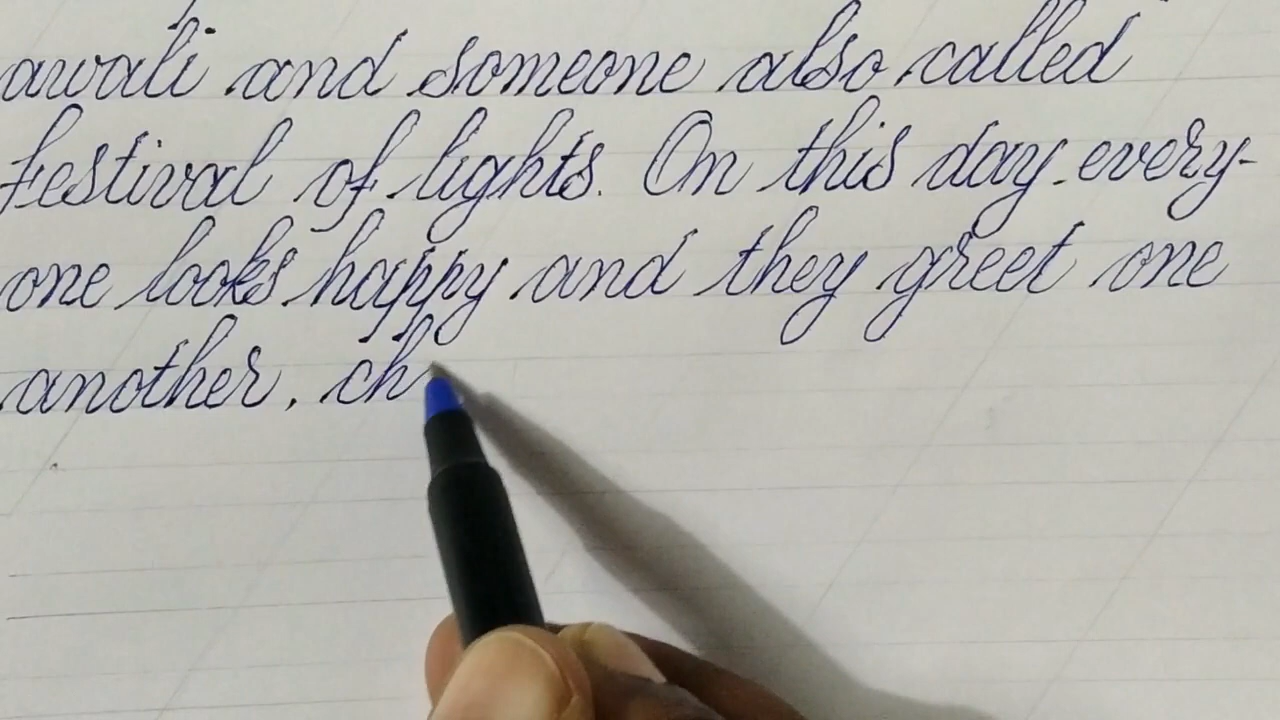 awali and someone also called
festival of lights. On this day every-
one looks happy and they greet one
another, ch